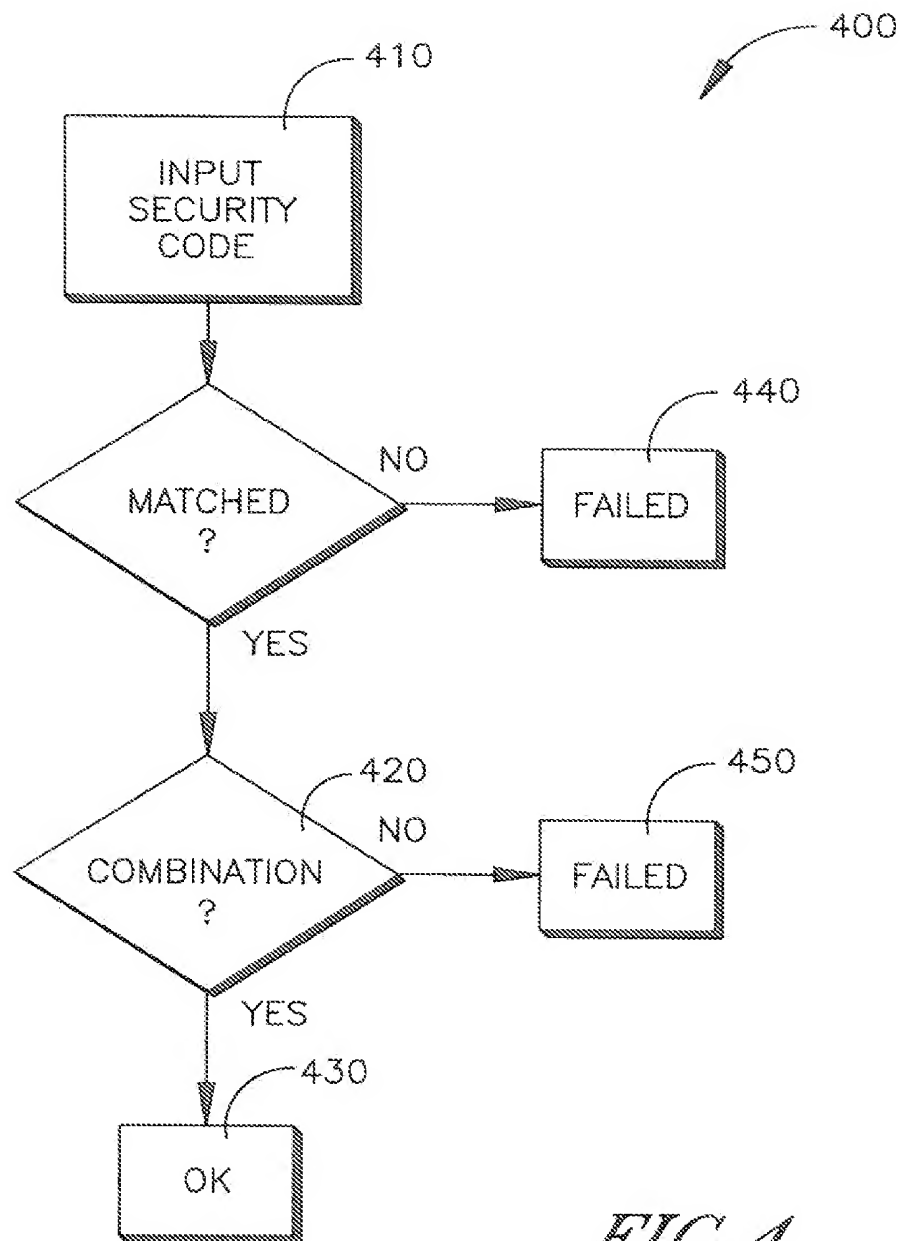 400
410
INPUT
SECURITY
CODE
440
NO
MATCHED
?
FAILED
YES
420
450
NO
COMBINATION
?
FAILED
YES
430
OK
FIG.4